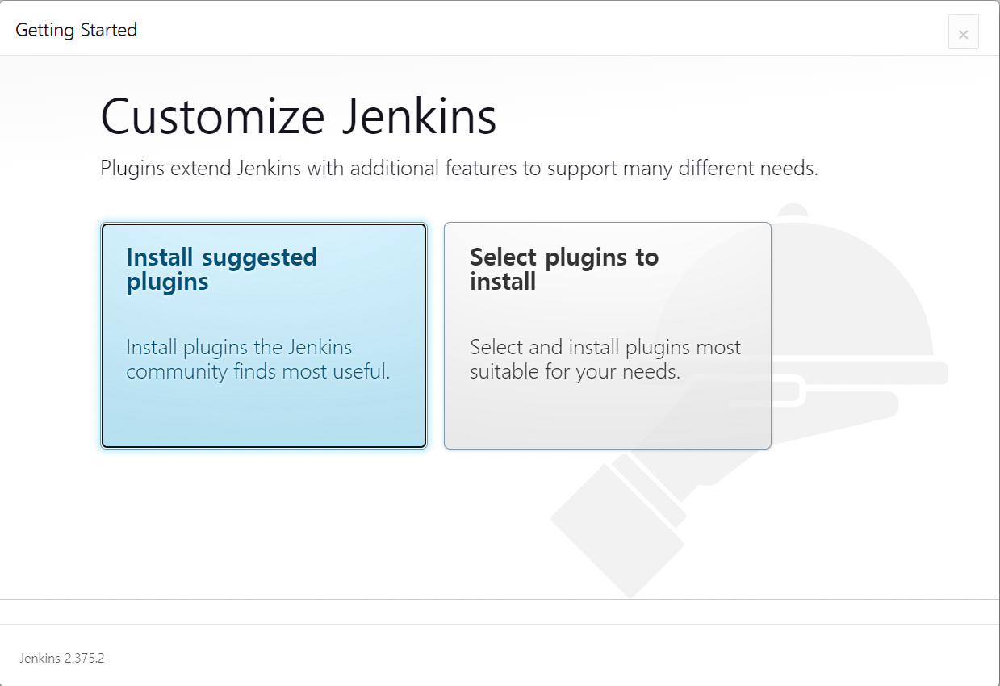 Getting Started
×
Customize Jenkins
Plugins extend Jenkins with additional features to support many different needs.
Install suggested
plugins
Install plugins the Jenkins
community finds most useful.
Select plugins to
install
Select and install plugins most
suitable for your needs.
Jenkins 2.375.2